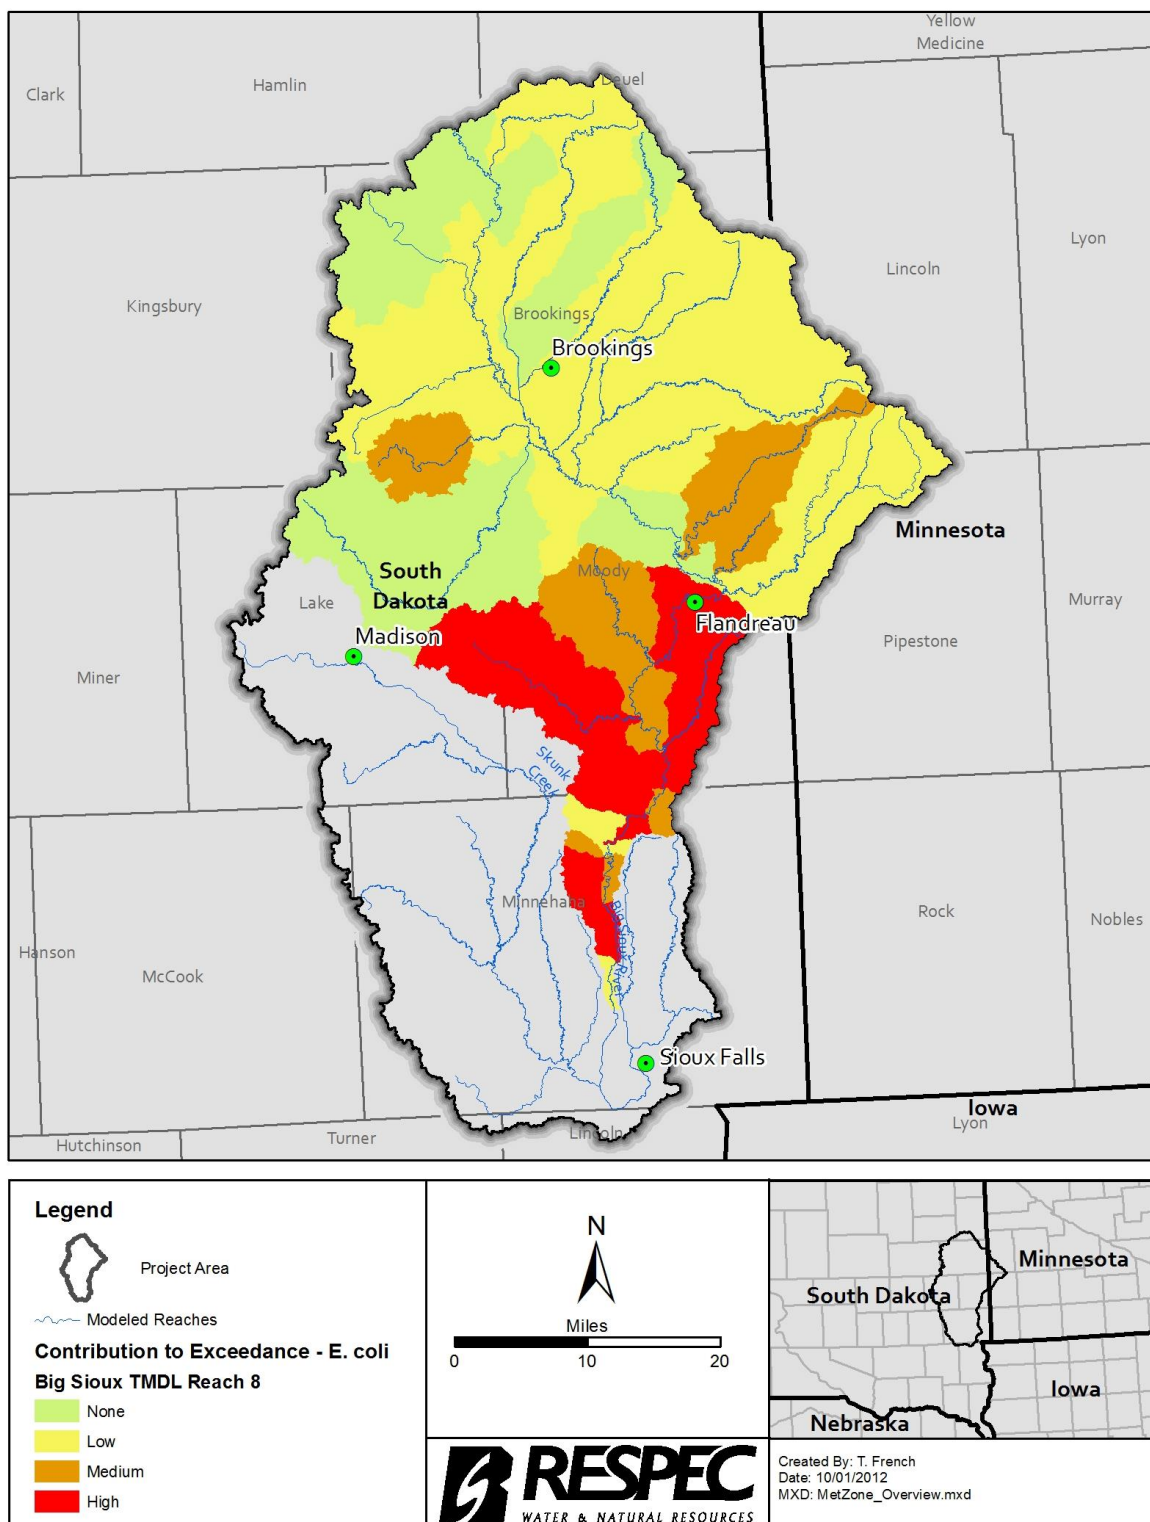 Yellow
Medicine
Deuel
Hamlin
Clark
Lyon
Lincoln
Kingsbury
Brookings
Brookings
Minnesota
Moody
South
Dakota
Lake
Murray
Flandreau
Madison
Pipestone
Miner
Skunk
Creek
Minnehaha
Big Sioux River
Rock
Nobles
Hanson
McCook
Sioux Falls
Iowa
Lyon
Lincoln
Turner
Hutchinson
Legend
Project Area
Modeled Reaches
Contribution to Exceedance - E. coli
Big Sioux TMDL Reach 8
None
Low
Medium
High
N
Miles
0 10 20
RESPEC
WATER & NATURAL RESOURCES
Minnesota
South Dakota
Iowa
Nebraska
Created By: T. French
Date: 10/01/2012
MXD: MetZone_Overview.mxd